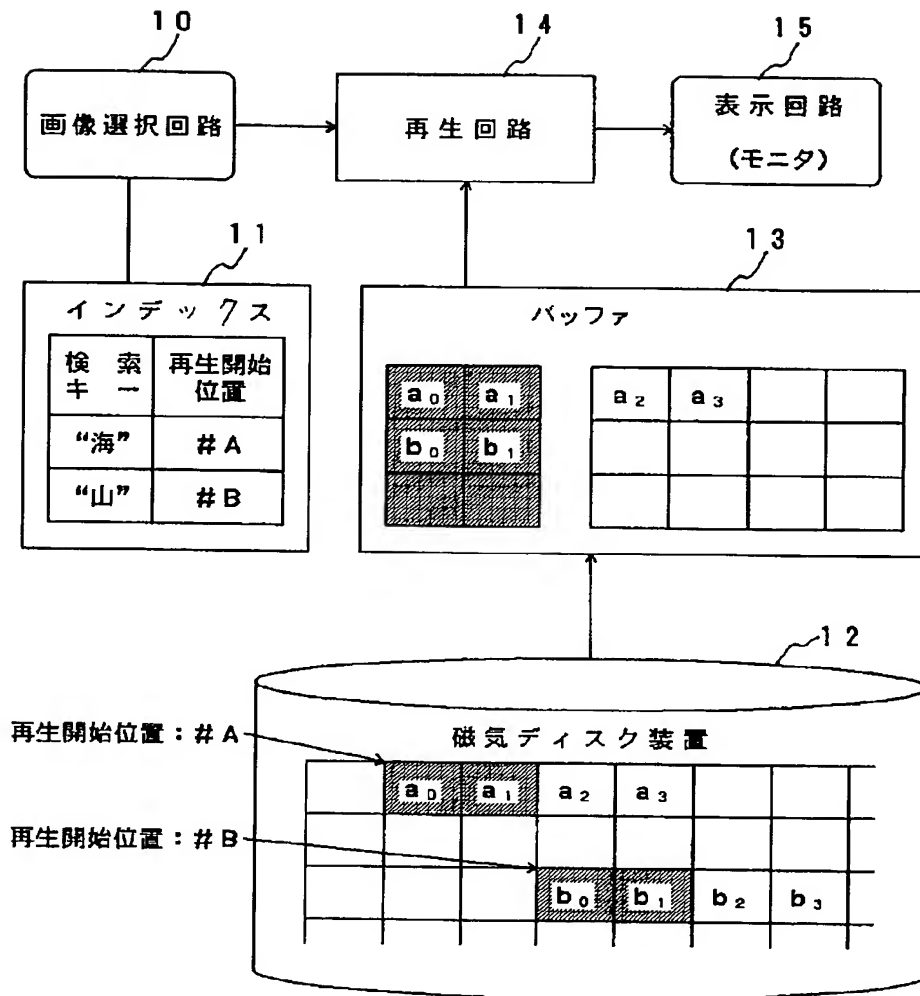 10
14
15
画像選択回路
再生回路
表示回路
(モニタ)
11
13
インデックス
検索
キー
再生開始
位置
“海”
#A
“山”
#B
バッファ
a0 a1
b0 b1
a2 a3
12
磁気ディスク装置
再生開始位置:#A
a0 a1 a2 a3
再生開始位置:#B
b0 b1 b2 b3